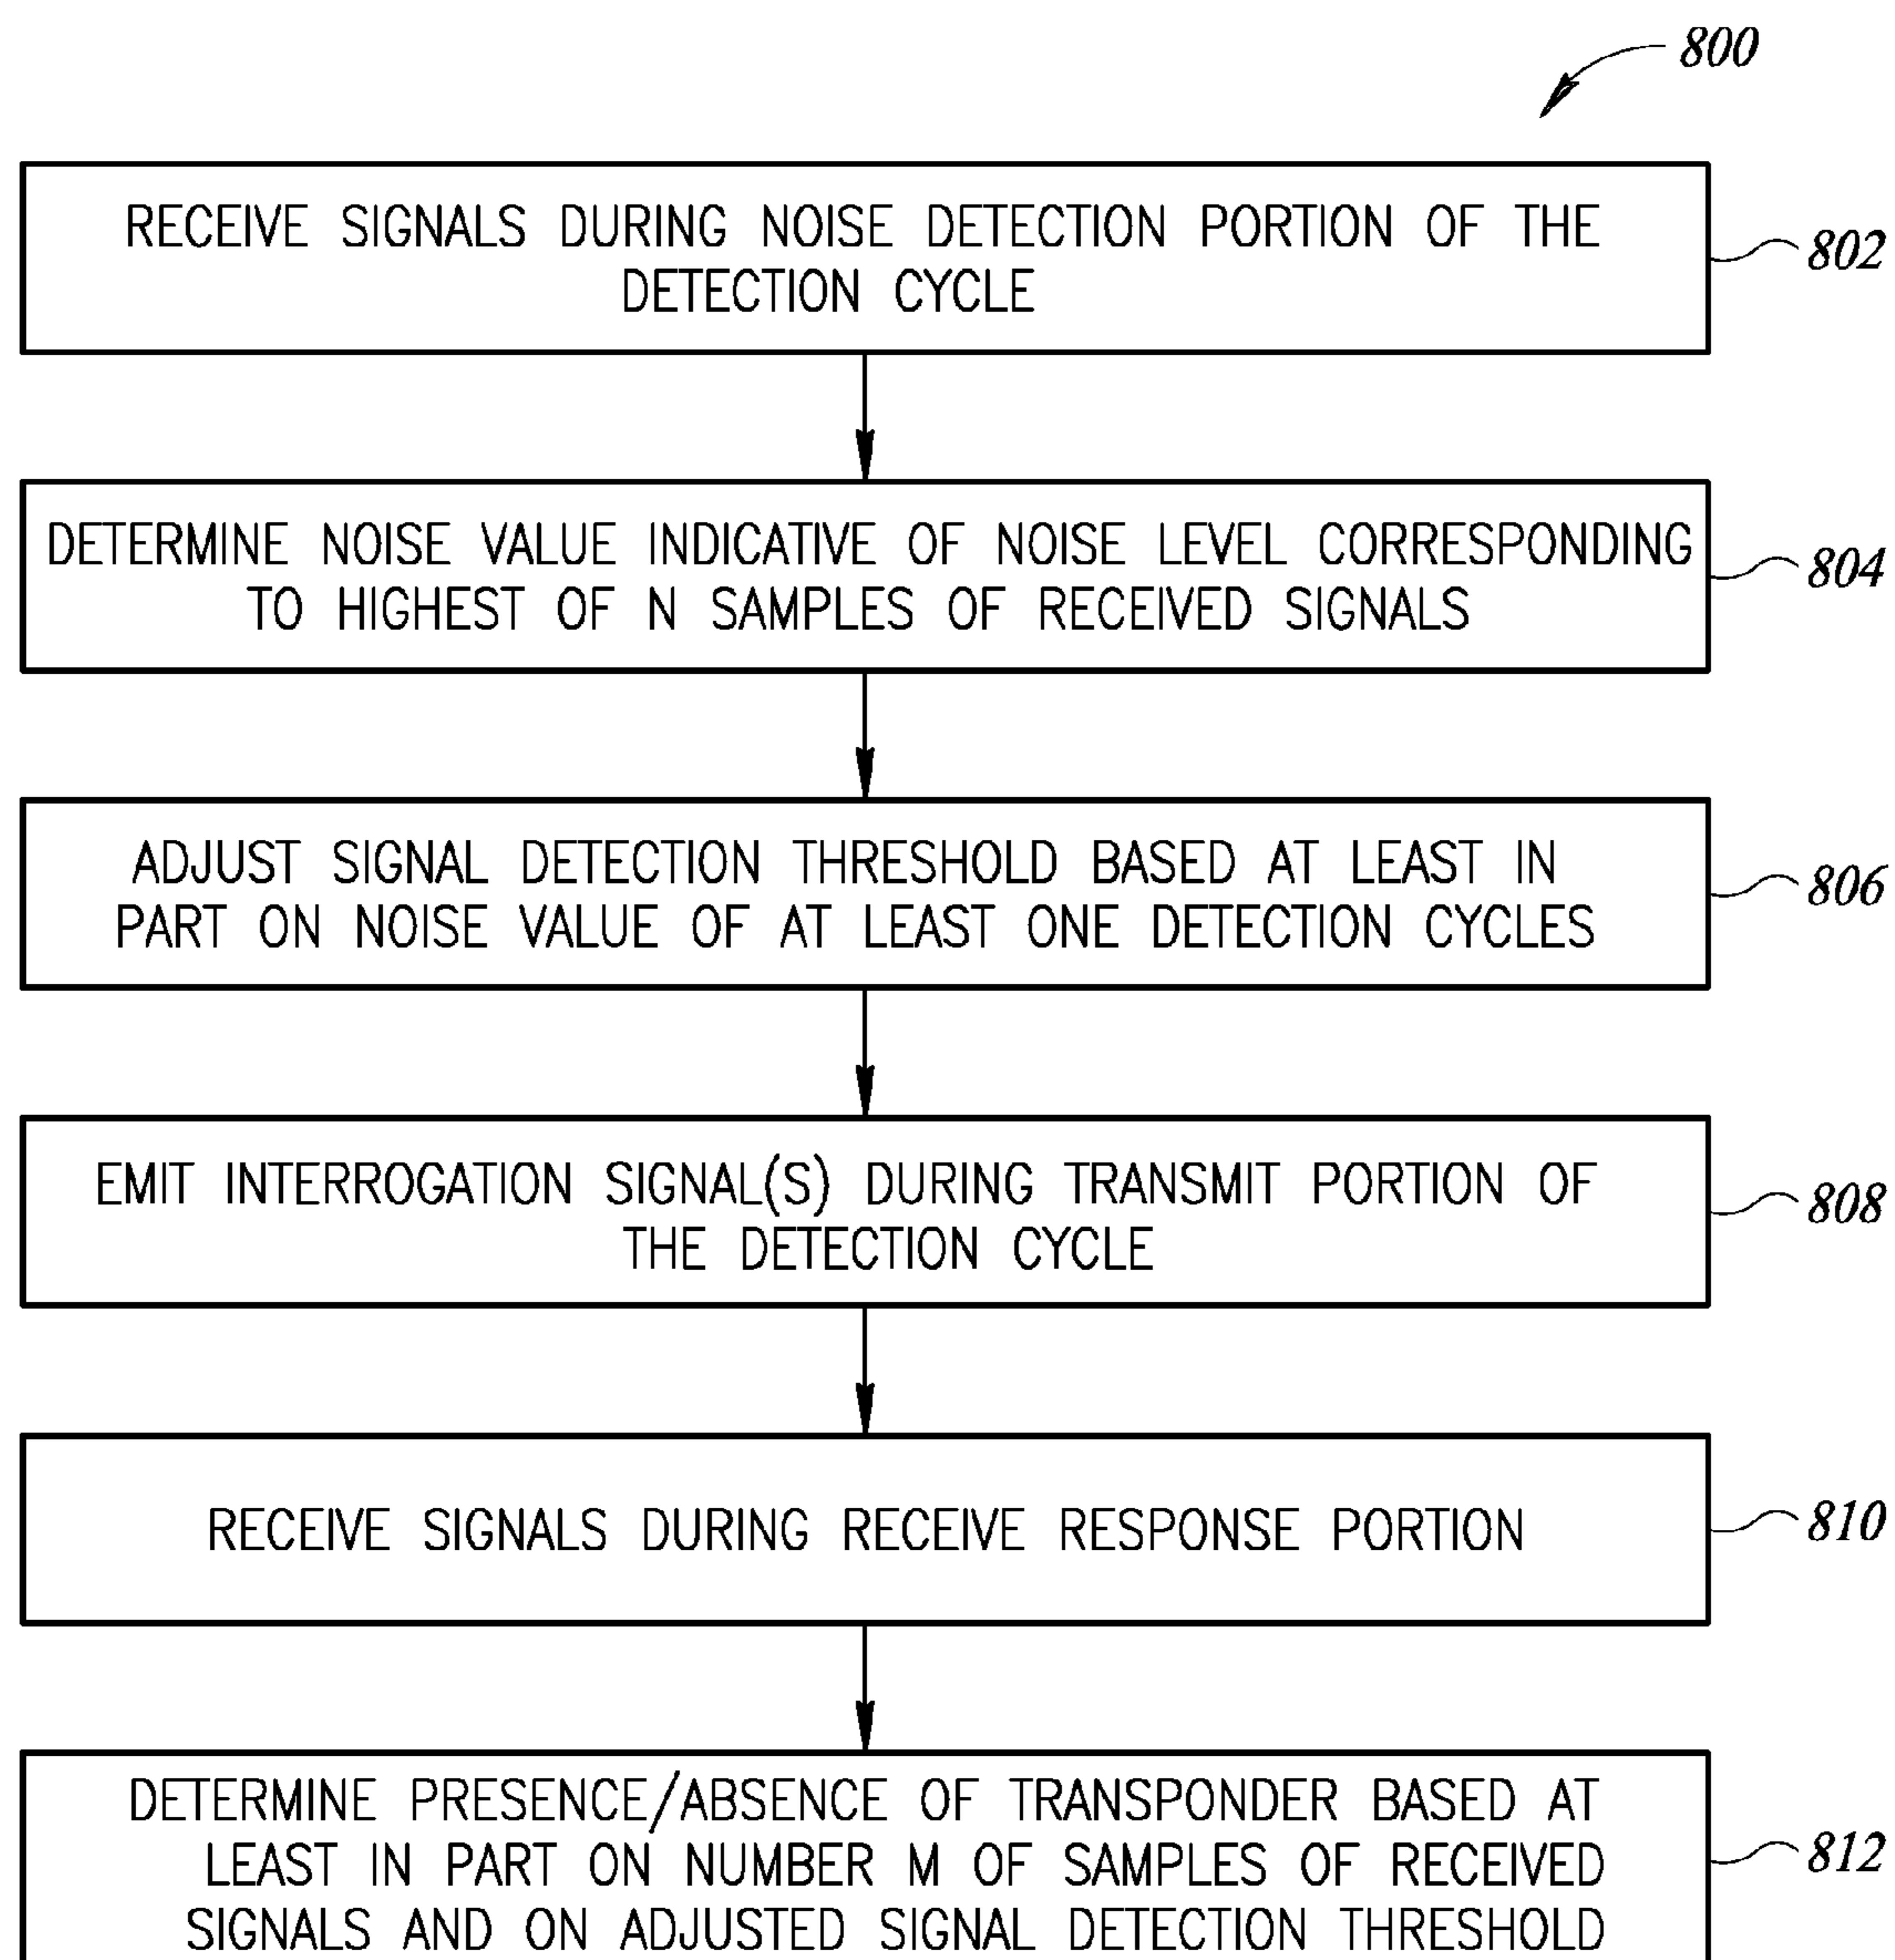 800
RECEIVE SIGNALS DURING NOISE DETECTION PORTION OF THE
DETECTION CYCLE
802
DETERMINE NOISE VALUE INDICATIVE OF NOISE LEVEL CORRESPONDING
TO HIGHEST OF N SAMPLES OF RECEIVED SIGNALS
804
ADJUST SIGNAL DETECTION THRESHOLD BASED AT LEAST IN
PART ON NOISE VALUE OF AT LEAST ONE DETECTION CYCLES
806
EMIT INTERROGATION SIGNAL(S) DURING TRANSMIT PORTION OF
THE DETECTION CYCLE
808
RECEIVE SIGNALS DURING RECEIVE RESPONSE PORTION
810
DETERMINE PRESENCE/ABSENCE OF TRANSPONDER BASED AT
LEAST IN PART ON NUMBER M OF SAMPLES OF RECEIVED
SIGNALS AND ON ADJUSTED SIGNAL DETECTION THRESHOLD
812